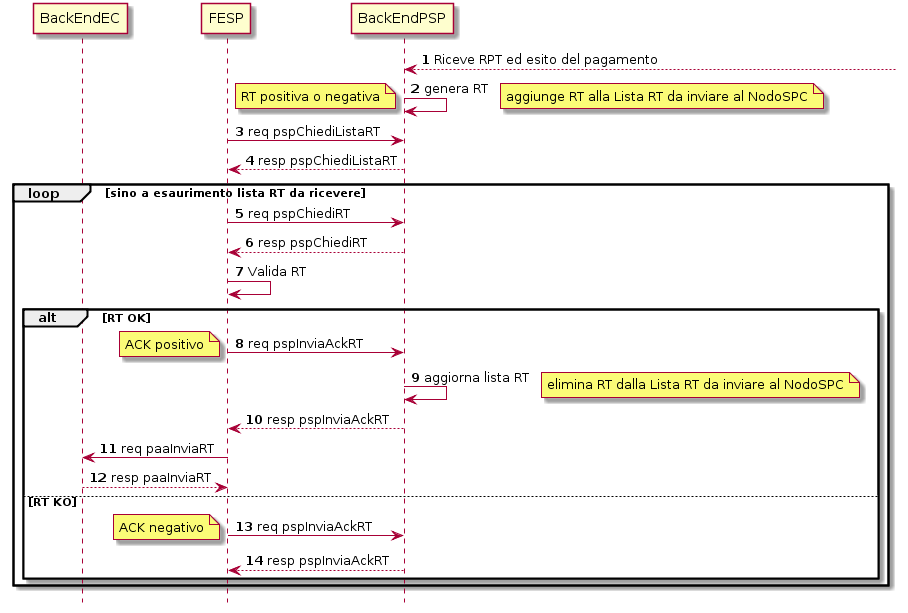 BackEndEC
FESP
BackEndPSP
1 Riceve RPT ed esito del pagamento
RT positiva o negativa
2 genera RT
aggiunge RT alla Lista RT da inviare al NodoSPC
3 req pspChiediListaRT
4 resp pspChiediListaRT
loop [sino a esaurimento lista RT da ricevere]
5 req pspChiediRT
6 resp pspChiediRT
7 Valida RT
alt [RT OK]
ACK positivo
8 req pspInviaAckRT
9 aggiorna lista RT
elimina RT dalla Lista RT da inviare al NodoSPC
10 resp pspInviaAckRT
11 req paaInviaRT
12 resp paaInviaRT
[RT KO]
ACK negativo
13 req pspInviaAckRT
14 resp pspInviaAckRT